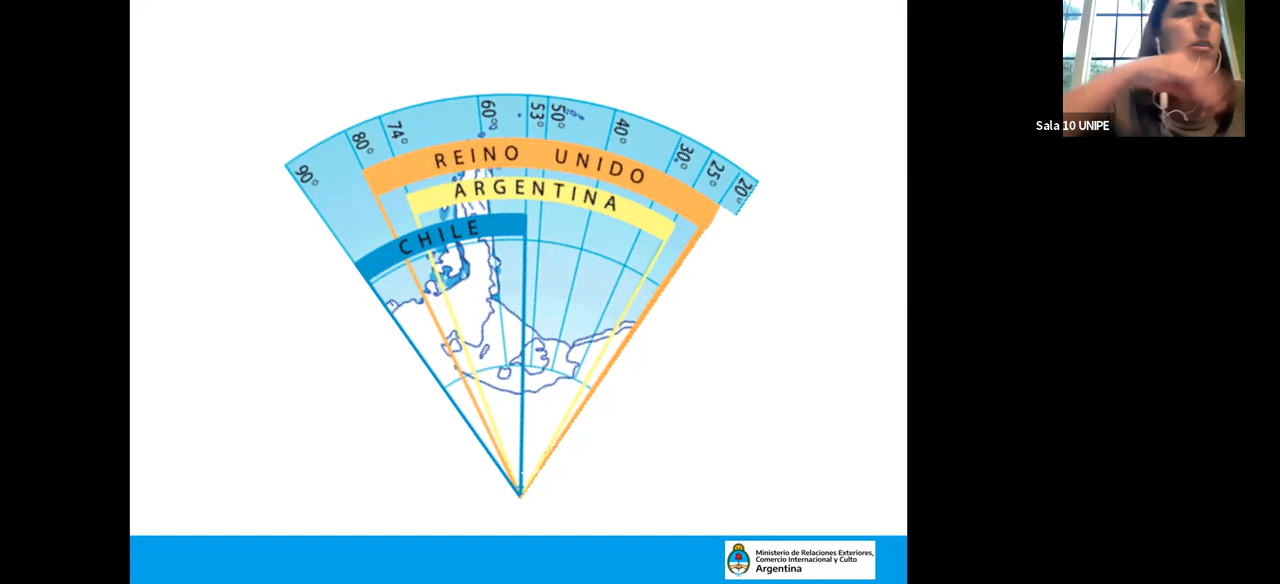 Sala 10 UNIPE
90°
80°
74°
60°
53°
50°
40°
30°
25°
20°
REINO UNIDO
ARGENTINA
CHILE
Ministerio de Relaciones Exteriores,
Comercio Internacional y Culto
Argentina